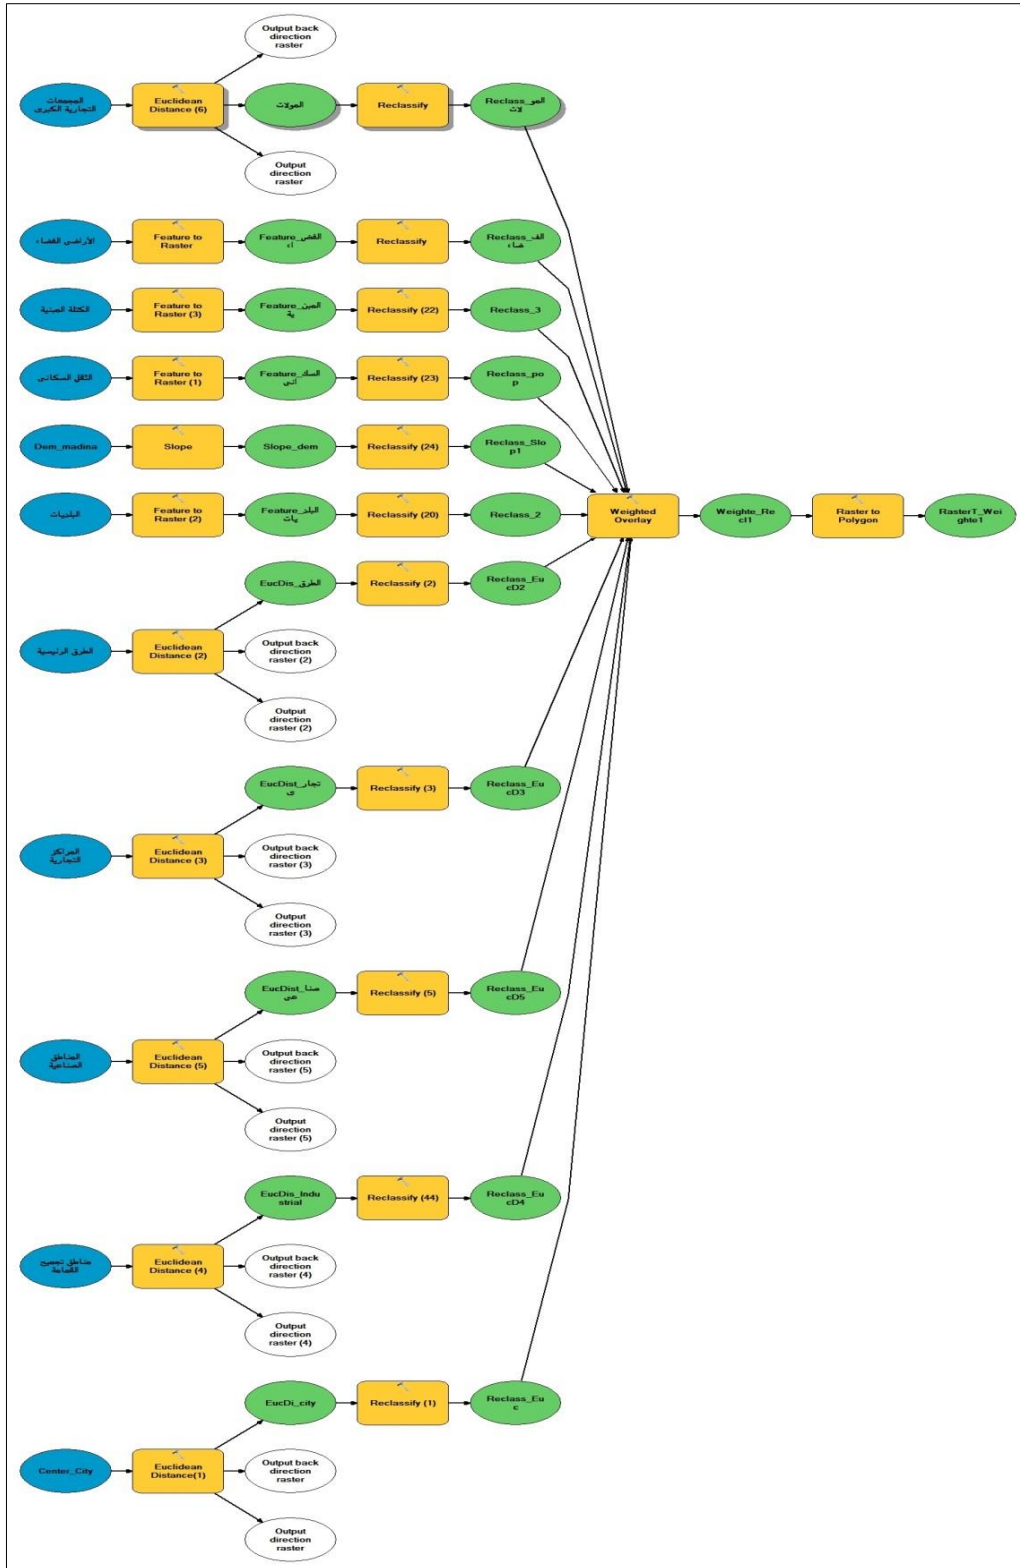 Output back
direction
raster
المجمعات
التجارية الكبرى
Euclidean
Distance (6)
المولات
Reclassify
Reclass_المو
لات
Output
direction
raster
الأراضى الفضاء
Feature to
Raster
Feature_الفض
اء
Reclassify
Reclass_الف
ضاء
الكتلة المبنية
Feature to
Raster (3)
Feature_المبن
ية
Reclassify (22)
Reclass_3
الثقل السكانى
Feature to
Raster (1)
Feature_السك
انى
Reclassify (23)
Reclass_po
p
Dem_madina
Slope
Slope_dem
Reclassify (24)
Reclass_Slo
p1
البلديات
Feature to
Raster (2)
Feature_البلد
يات
Reclassify (20)
Reclass_2
Weighted
Overlay
Weighte_Re
cl1
Raster to
Polygon
RasterT_Wei
ghte1
EucDis_الطرق
Reclassify (2)
Reclass_Eu
cD2
الطرق الرئيسية
Euclidean
Distance (2)
Output back
direction
raster (2)
Output
direction
raster (2)
EucDist_تجار
ى
Reclassify (3)
Reclass_Eu
cD3
المراكز
التجارية
Euclidean
Distance (3)
Output back
direction
raster (3)
Output
direction
raster (3)
EucDist_صنا
عى
Reclassify (5)
Reclass_Eu
cD5
المناطق
الصناعية
Euclidean
Distance (5)
Output back
direction
raster (5)
Output
direction
raster (5)
EucDis_Indu
strial
Reclassify (44)
Reclass_Eu
cD4
مناطق تجميع
القمامة
Euclidean
Distance (4)
Output back
direction
raster (4)
Output
direction
raster (4)
EucDi_city
Reclassify (1)
Reclass_Eu
c
Center_City
Euclidean
Distance(1)
Output back
direction
raster
Output
direction
raster